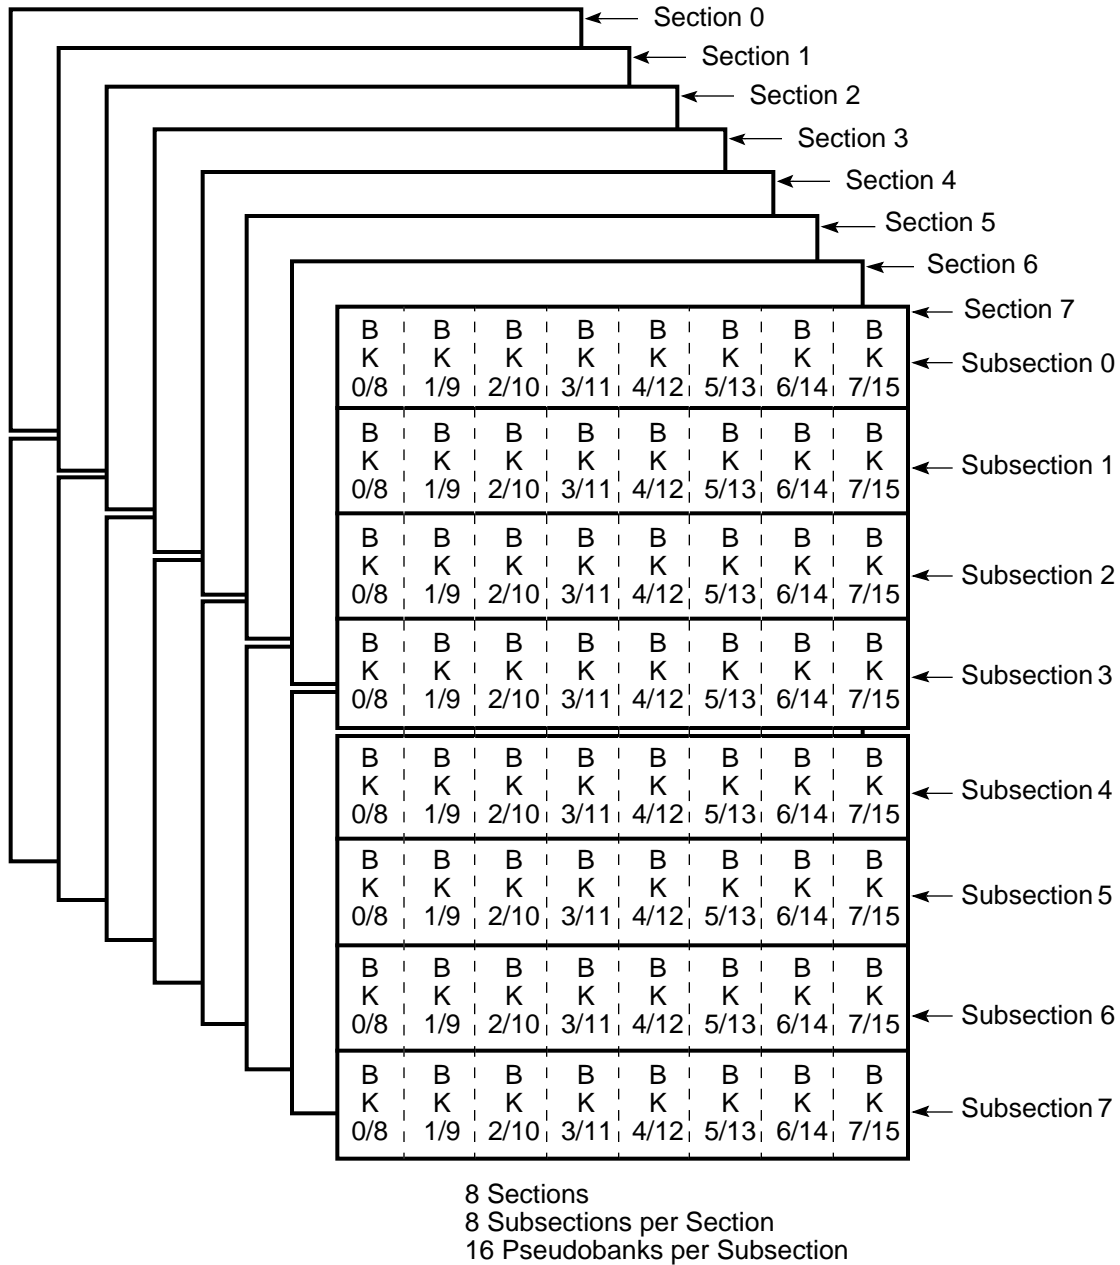 Section 0
Section 1
Section 2
Section 3
Section 4
Section 5
Section 6
Section 7
B B B B B B B B
K K K K K K K K
0/8 1/9 2/10 3/11 4/12 5/13 6/14 7/15
Subsection 0
B B B B B B B B
K K K K K K K K
0/8 1/9 2/10 3/11 4/12 5/13 6/14 7/15
Subsection 1
B B B B B B B B
K K K K K K K K
0/8 1/9 2/10 3/11 4/12 5/13 6/14 7/15
Subsection 2
B B B B B B B B
K K K K K K K K
0/8 1/9 2/10 3/11 4/12 5/13 6/14 7/15
Subsection 3
B B B B B B B B
K K K K K K K K
0/8 1/9 2/10 3/11 4/12 5/13 6/14 7/15
Subsection 4
B B B B B B B B
K K K K K K K K
0/8 1/9 2/10 3/11 4/12 5/13 6/14 7/15
Subsection 5
B B B B B B B B
K K K K K K K K
0/8 1/9 2/10 3/11 4/12 5/13 6/14 7/15
Subsection 6
B B B B B B B B
K K K K K K K K
0/8 1/9 2/10 3/11 4/12 5/13 6/14 7/15
Subsection 7
8 Sections
8 Subsections per Section
16 Pseudobanks per Subsection